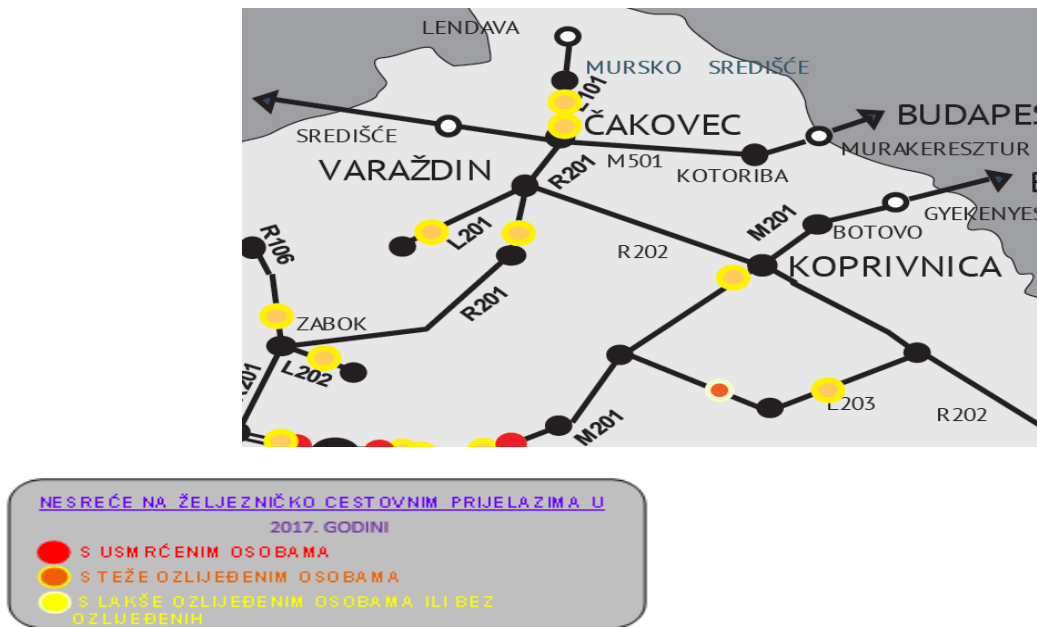 LENDAVA
MURSKO SREDIŠĆE
L101
ČAKOVEC
BUDAPES
SREDIŠĆE
MURAKERESZTUR
M501
KOTORIBA
VARAŽDIN
R201
GYEKENYES
M201
BOTOVO
L201
R106
R202
KOPRIVNICA
R201
ZABOK
L202
R201
L203
R202
M201
NESREĆE NA ŽELJEZNIČKO CESTOVNIM PRIJELAZIMA U
2017. GODINI
S USMRĆENIM OSOBAMA
S TEŽE OZLIJEĐENIM OSOBAMA
S LAKŠE OZLIJEĐENIM OSOBAMA ILI BEZ
OZLIJEĐENIH